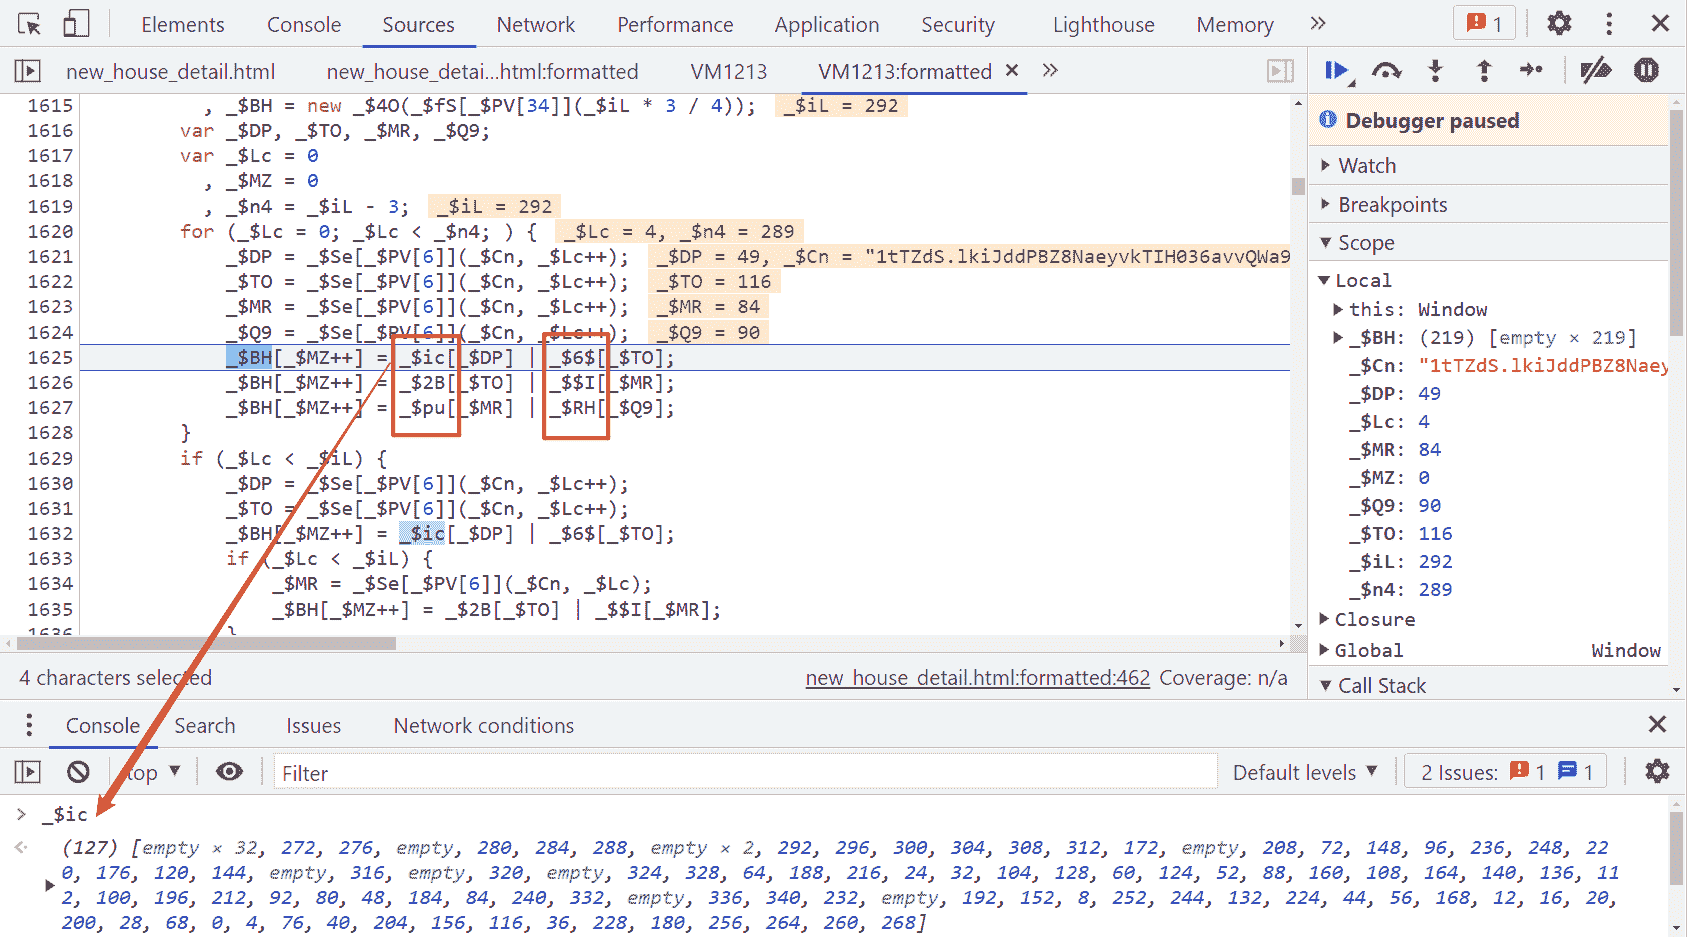 Elements Console Sources Network Performance Application Security Lighthouse Memory » 1
new_house_detail.html new_house_detai...html:formatted VM1213 VM1213:formatted × »
1615 , _$BH = new _$4O(_$fS[_$PV[34]](_$iL * 3 / 4)); _$iL = 292
1616 var _$DP, _$TO, _$MR, _$Q9;
1617 var _$Lc = 0
1618 , _$MZ = 0
1619 , _$n4 = _$iL - 3; _$iL = 292
1620 for (_$Lc = 0; _$Lc < _$n4; ) { _$Lc = 4, _$n4 = 289
1621 _$DP = _$Se[_$PV[6]](_$Cn, _$Lc++); _$DP = 49, _$Cn = "1tTZdS.lkiJddPBZ8NaeyvkTIH036avvQWa9
1622 _$TO = _$Se[_$PV[6]](_$Cn, _$Lc++); _$TO = 116
1623 _$MR = _$Se[_$PV[6]](_$Cn, _$Lc++); _$MR = 84
1624 _$Q9 = _$Se[_$PV[6]](_$Cn, _$Lc++); _$Q9 = 90
1625 _$BH[_$MZ++] = _$ic[_$DP] | _$6$[_$TO];
1626 _$BH[_$MZ++] = _$2B[_$TO] | _$$I[_$MR];
1627 _$BH[_$MZ++] = _$pu[_$MR] | _$RH[_$Q9];
1628 }
1629 if (_$Lc < _$iL) {
1630 _$DP = _$Se[_$PV[6]](_$Cn, _$Lc++);
1631 _$TO = _$Se[_$PV[6]](_$Cn, _$Lc++);
1632 _$BH[_$MZ++] = _$ic[_$DP] | _$6$[_$TO];
1633 if (_$Lc < _$iL) {
1634 _$MR = _$Se[_$PV[6]](_$Cn, _$Lc);
1635 _$BH[_$MZ++] = _$2B[_$TO] | _$$I[_$MR];
1636 }
4 characters selected new_house_detail.html:formatted:462 Coverage: n/a
Debugger paused
Watch
Breakpoints
Scope
Local
this: Window
_$BH: (219) [empty × 219]
_$Cn: "1tTZdS.lkiJddPBZ8Naey
_$DP: 49
_$Lc: 4
_$MR: 84
_$MZ: 0
_$Q9: 90
_$TO: 116
_$iL: 292
_$n4: 289
Closure
Global Window
Call Stack
Console Search Issues Network conditions
top Filter Default levels 2 Issues: 1 1
> _$ic
(127) [empty × 32, 272, 276, empty, 280, 284, 288, empty × 2, 292, 296, 300, 304, 308, 312, 172, empty, 208, 72, 148, 96, 236, 248, 22
0, 176, 120, 144, empty, 316, empty, 320, empty, 324, 328, 64, 188, 216, 24, 32, 104, 128, 60, 124, 52, 88, 160, 108, 164, 140, 136, 11
2, 100, 196, 212, 92, 80, 48, 184, 84, 240, 332, empty, 336, 340, 232, empty, 192, 152, 8, 252, 244, 132, 224, 44, 56, 168, 12, 16, 20,
200, 28, 68, 0, 4, 76, 40, 204, 156, 116, 36, 228, 180, 256, 264, 260, 268]